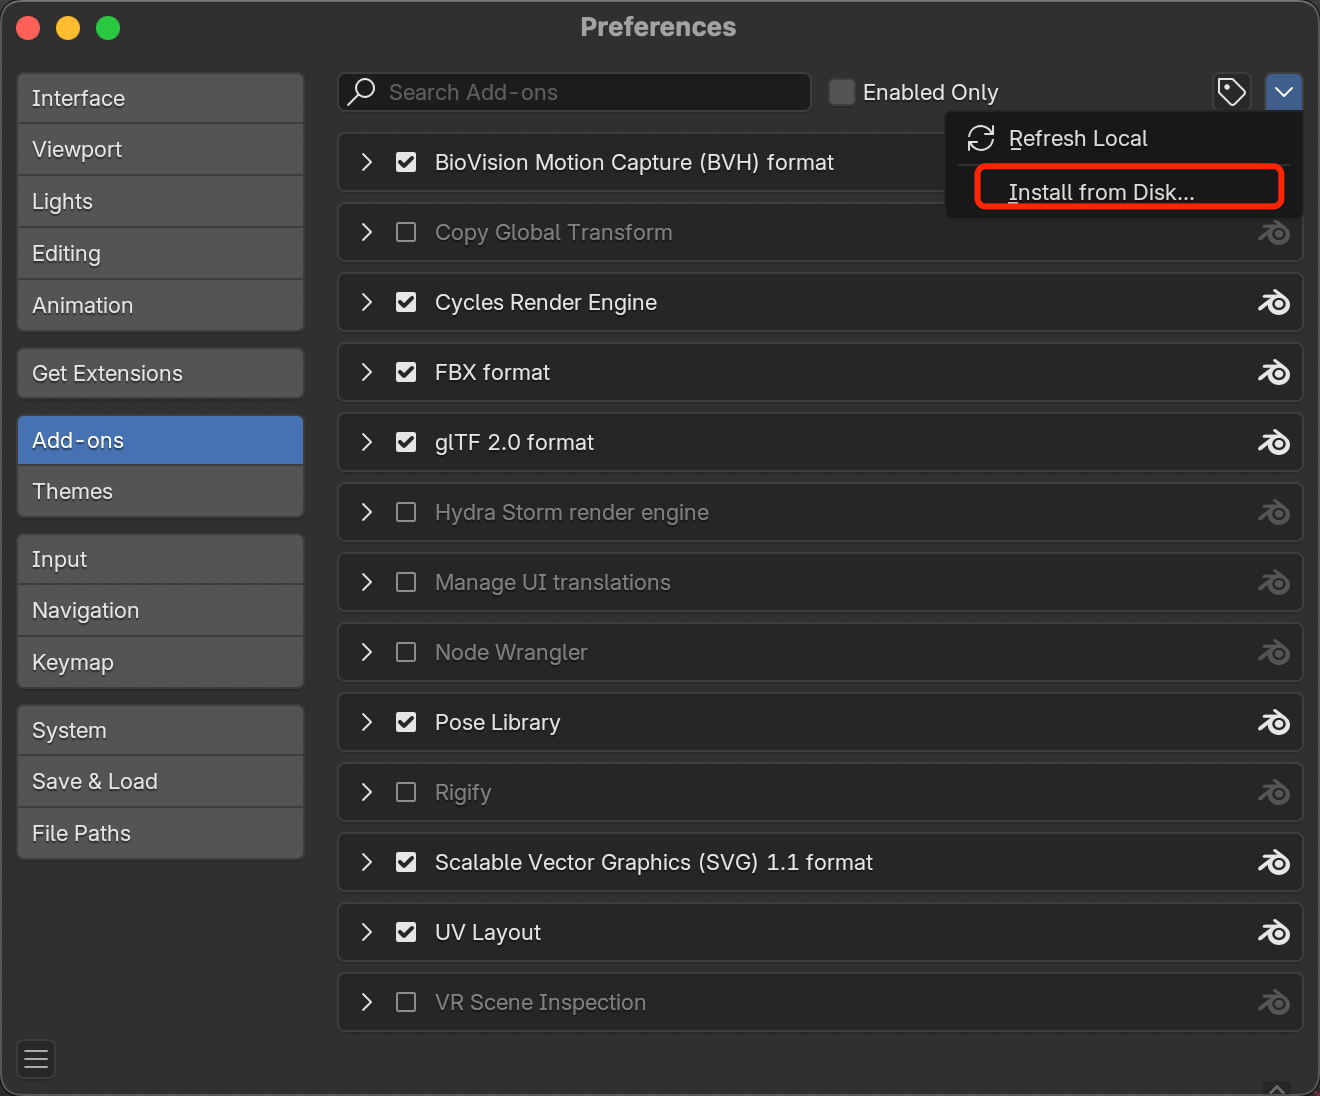 Preferences
Interface
Viewport
Lights
Editing
Animation
Get Extensions
Add-ons
Themes
Input
Navigation
Keymap
System
Save & Load
File Paths
Search Add-ons
Enabled Only
Refresh Local
Install from Disk...
BioVision Motion Capture (BVH) format
Copy Global Transform
Cycles Render Engine
FBX format
glTF 2.0 format
Hydra Storm render engine
Manage UI translations
Node Wrangler
Pose Library
Rigify
Scalable Vector Graphics (SVG) 1.1 format
UV Layout
VR Scene Inspection